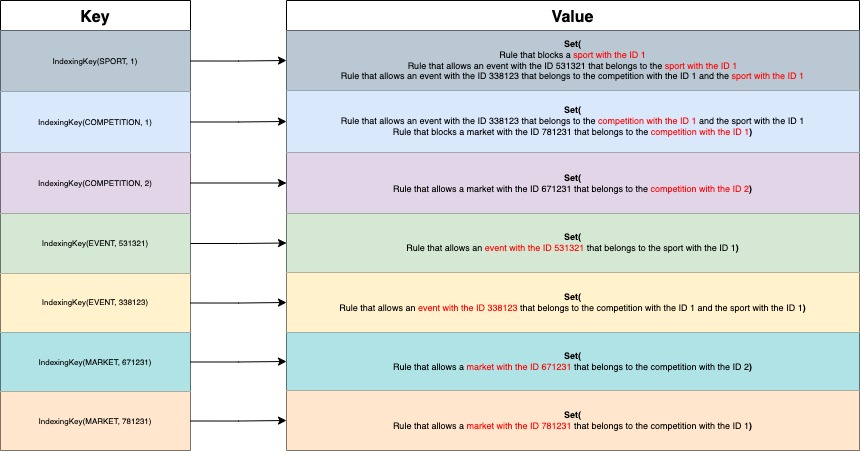 Key
Value
IndexingKey(SPORT, 1)
Set(
Rule that blocks a sport with the ID 1
Rule that allows an event with the ID 531321 that belongs to the sport with the ID 1
Rule that allows an event with the ID 338123 that belongs to the competition with the ID 1 and the sport with the ID 1
IndexingKey(COMPETITION, 1)
Set(
Rule that allows an event with the ID 338123 that belongs to the competition with the ID 1 and the sport with the ID 1
Rule that blocks a market with the ID 781231 that belongs to the competition with the ID 1)
IndexingKey(COMPETITION, 2)
Set(
Rule that allows a market with the ID 671231 that belongs to the competition with the ID 2)
IndexingKey(EVENT, 531321)
Set(
Rule that allows an event with the ID 531321 that belongs to the sport with the ID 1)
IndexingKey(EVENT, 338123)
Set(
Rule that allows an event with the ID 338123 that belongs to the competition with the ID 1 and the sport with the ID 1)
IndexingKey(MARKET, 671231)
Set(
Rule that allows a market with the ID 671231 that belongs to the competition with the ID 2)
IndexingKey(MARKET, 781231)
Set(
Rule that allows a market with the ID 781231 that belongs to the competition with the ID 1)